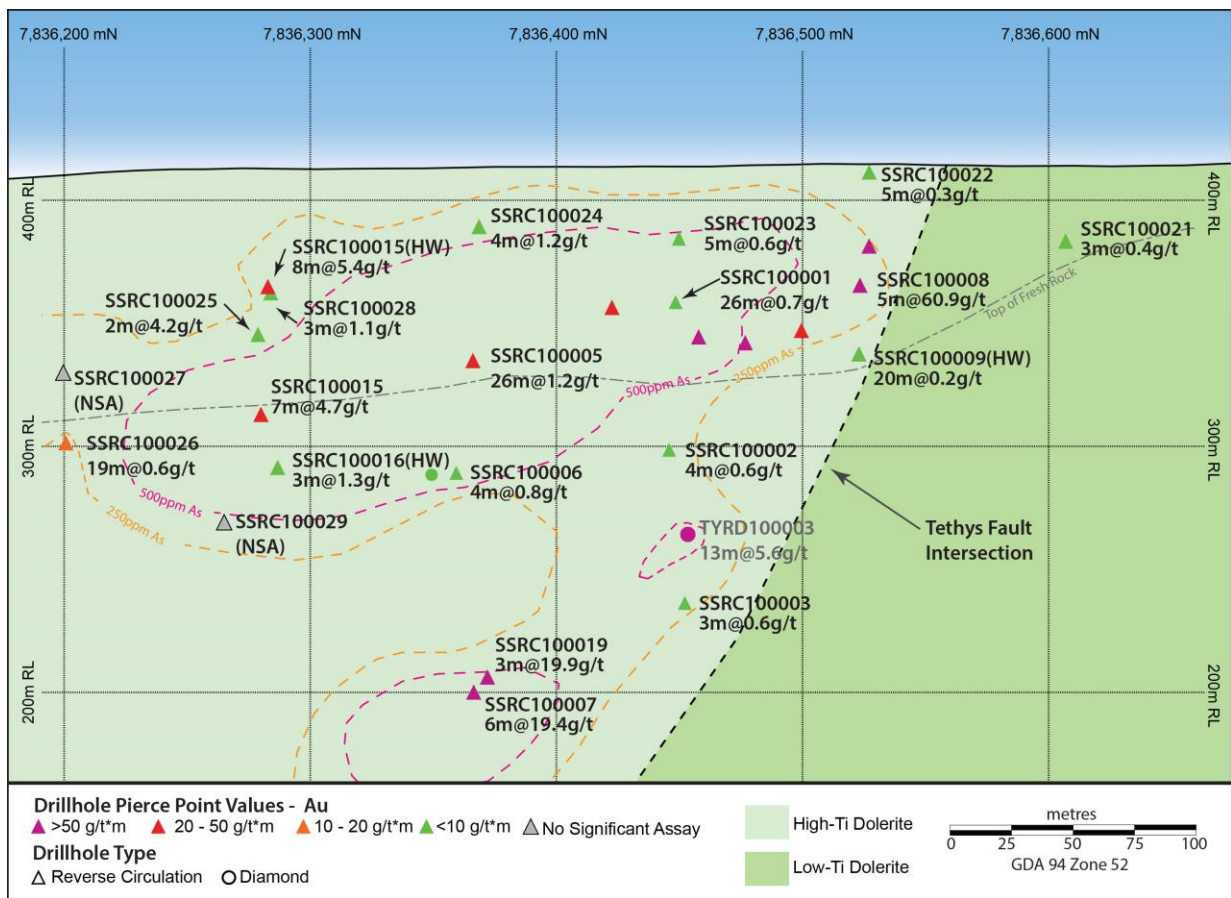 7,836,200 mN
7,836,300 mN
7,836,400 mN
7,836,500 mN
7,836,600 mN
400m RL
400m RL
SSRC100022
5m@0.3g/t
SSRC100024
4m@1.2g/t
SSRC100023
5m@0.6g/t
SSRC100021
3m@0.4g/t
SSRC100015(HW)
8m@5.4g/t
SSRC100001
26m@0.7g/t
SSRC100008
5m@60.9g/t
SSRC100025
2m@4.2g/t
SSRC100028
3m@1.1g/t
Top of Fresh Rock
SSRC100005
26m@1.2g/t
500ppm As
250ppm As
SSRC100009(HW)
20m@0.2g/t
SSRC100027
(NSA)
SSRC100015
7m@4.7g/t
300m RL
300m RL
SSRC100026
19m@0.6g/t
SSRC100016(HW)
3m@1.3g/t
SSRC100006
4m@0.8g/t
SSRC100002
4m@0.6g/t
500ppm As
250ppm As
SSRC100029
(NSA)
TYRD100003
13m@5.6g/t
Tethys Fault
Intersection
SSRC100003
3m@0.6g/t
SSRC100019
3m@19.9g/t
SSRC100007
6m@19.4g/t
200m RL
200m RL
Drillhole Pierce Point Values - Au
>50 g/t*m
20 - 50 g/t*m
10 - 20 g/t*m
<10 g/t*m
No Significant Assay
Drillhole Type
Reverse Circulation
Diamond
High-Ti Dolerite
Low-Ti Dolerite
metres
0 25 50 75 100
GDA 94 Zone 52